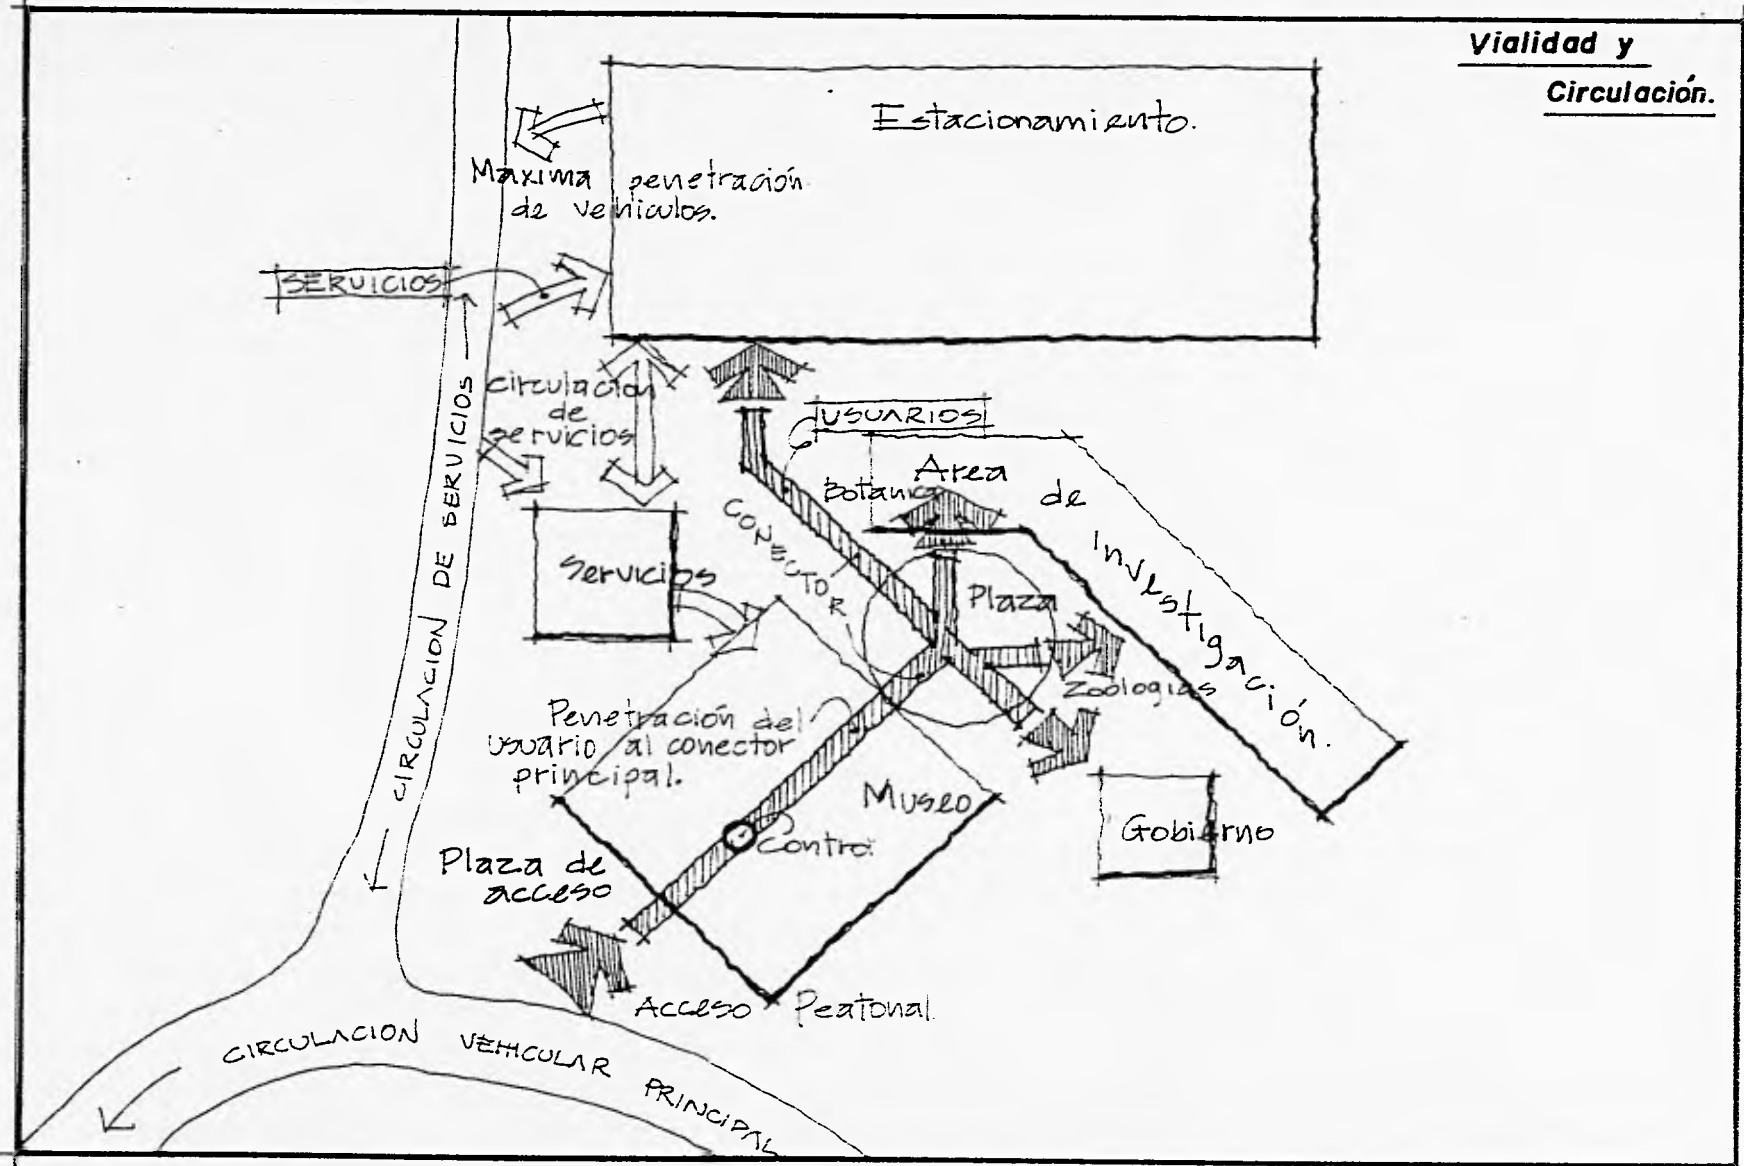 Vialidad y
Circulación.
Estacionamiento.
Maxima penetración
de vehiculos.
SERVICIOS
circulacion
de
servicios
CIRCULACION DE SERVICIOS
USUARIOS
Area
de
Investigación.
Botanica
CONECTOR
Plaza
Servicios
Zoologias
Penetración del
usuario al conector
principal.
Museo
Gobierno
Control
Plaza de
acceso
Acceso Peatonal.
CIRCULACION VEHICULAR PRINCIPAL